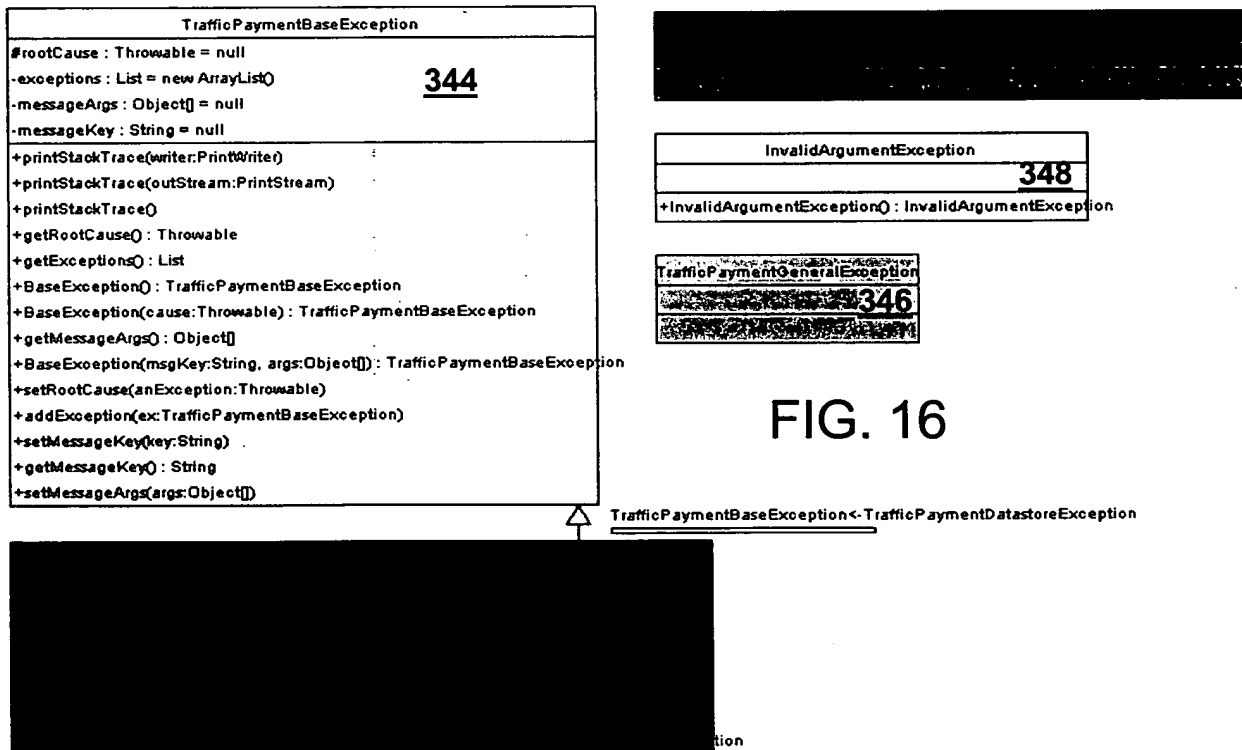 TrafficPaymentBaseException
#rootCause : Throwable = null
-exceptions : List = new ArrayList()
-messageArgs : Object[] = null
-messageKey : String = null
344
+printStackTrace(writer:PrintWriter)
+printStackTrace(outStream:PrintStream)
+printStackTrace()
+getRootCause() : Throwable
+getExceptions() : List
+BaseException() : TrafficPaymentBaseException
+BaseException(cause:Throwable) : TrafficPaymentBaseException
+getMessageArgs() : Object[]
+BaseException(msgKey:String, args:Object[]) : TrafficPaymentBaseException
+setRootCause(anException:Throwable)
+addException(ex:TrafficPaymentBaseException)
+setMessageKey(key:String)
+getMessageKey() : String
+setMessageArgs(args:Object[])
InvalidArgumentException
348
+InvalidArgumentException() : InvalidArgumentException
TrafficPaymentGeneralException
346
FIG. 16
TrafficPaymentBaseException<-TrafficPaymentDatastoreException
tion